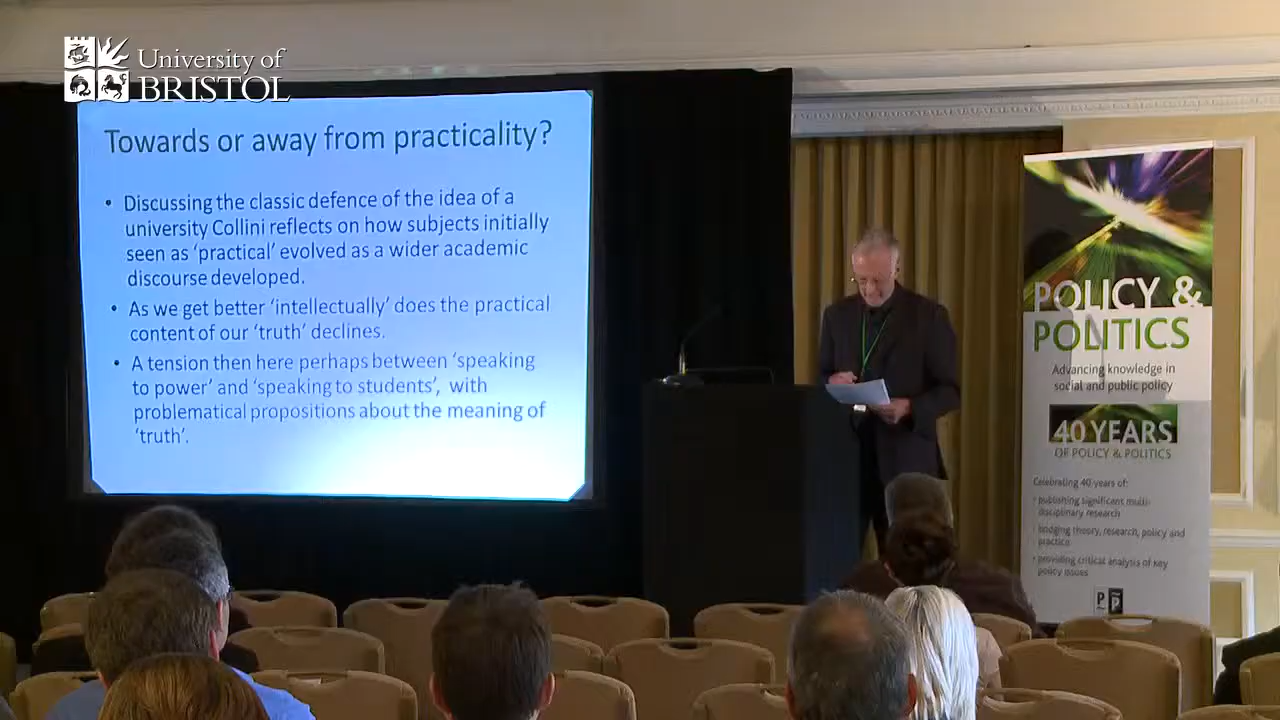 University of
BRISTOL
Towards or away from practicality?
• Discussing the classic defence of the idea of a
university Collini reflects on how subjects initially
seen as ‘practical’ evolved as a wider academic
discourse developed.
• As we get better ‘intellectually’ does the practical
content of our ‘truth’ declines.
• A tension then here perhaps between ‘speaking
to power’ and ‘speaking to students’, with
problematical propositions about the meaning of
‘truth’.
POLICY &
POLITICS
Advancing knowledge in
social and public policy
40 YEARS
OF POLICY & POLITICS
Celebrating 40 years of:
• publishing significant multi-
disciplinary research
• bridging theory, research, policy and
practice
• providing critical analysis of key
policy issues
P P